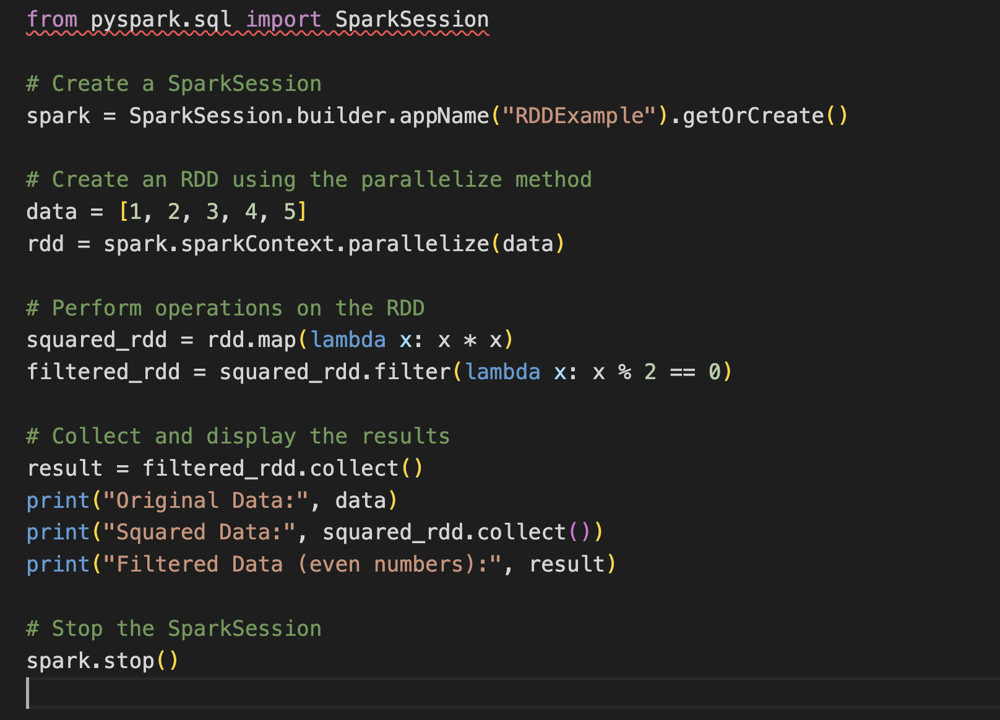 from pyspark.sql import SparkSession
# Create a SparkSession
spark = SparkSession.builder.appName("RDDExample").getOrCreate()
# Create an RDD using the parallelize method
data = [1, 2, 3, 4, 5]
rdd = spark.sparkContext.parallelize(data)
# Perform operations on the RDD
squared_rdd = rdd.map(lambda x: x * x)
filtered_rdd = squared_rdd.filter(lambda x: x % 2 == 0)
# Collect and display the results
result = filtered_rdd.collect()
print("Original Data:", data)
print("Squared Data:", squared_rdd.collect())
print("Filtered Data (even numbers):", result)
# Stop the SparkSession
spark.stop()